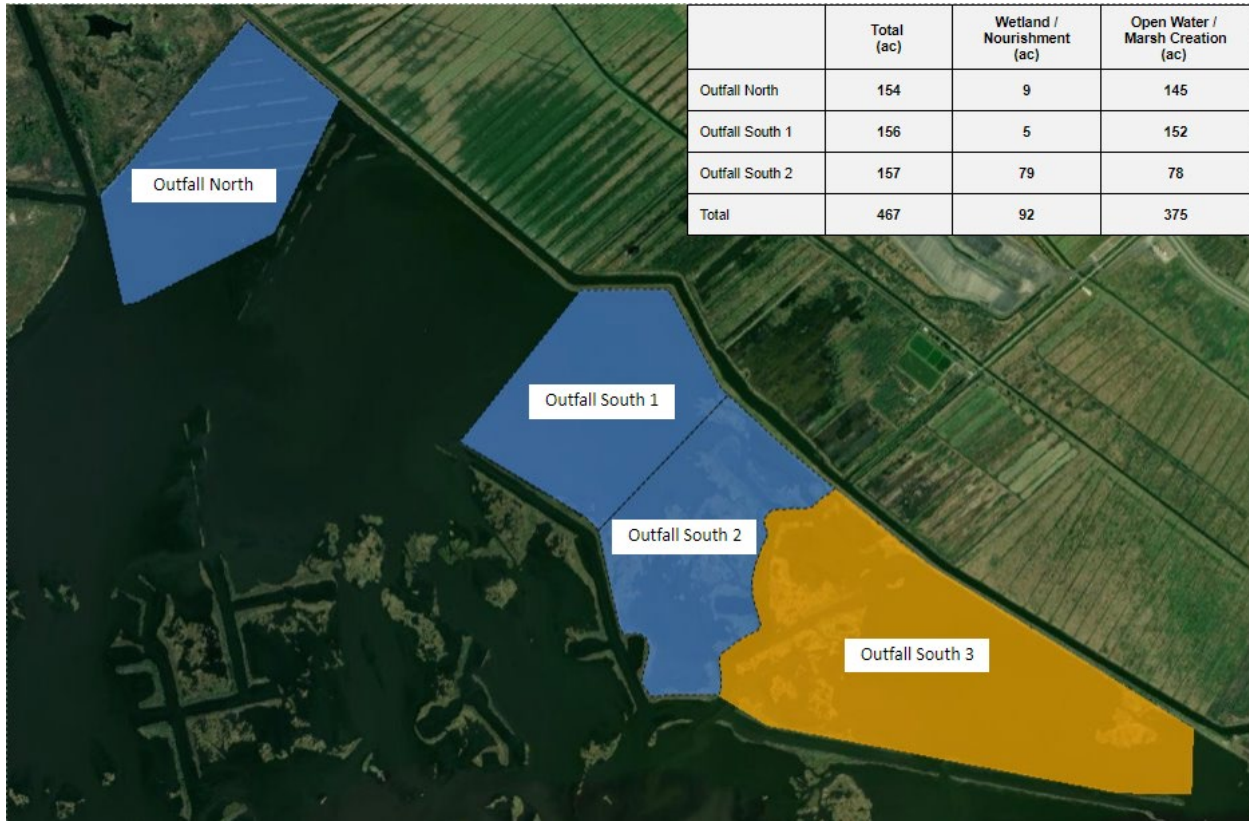 Total
(ac)
Wetland /
Nourishment
(ac)
Open Water /
Marsh Creation
(ac)
Outfall North 154 9 145
Outfall South 1 156 5 152
Outfall South 2 157 79 78
Total 467 92 375
Outfall North
Outfall South 1
Outfall South 2
Outfall South 3